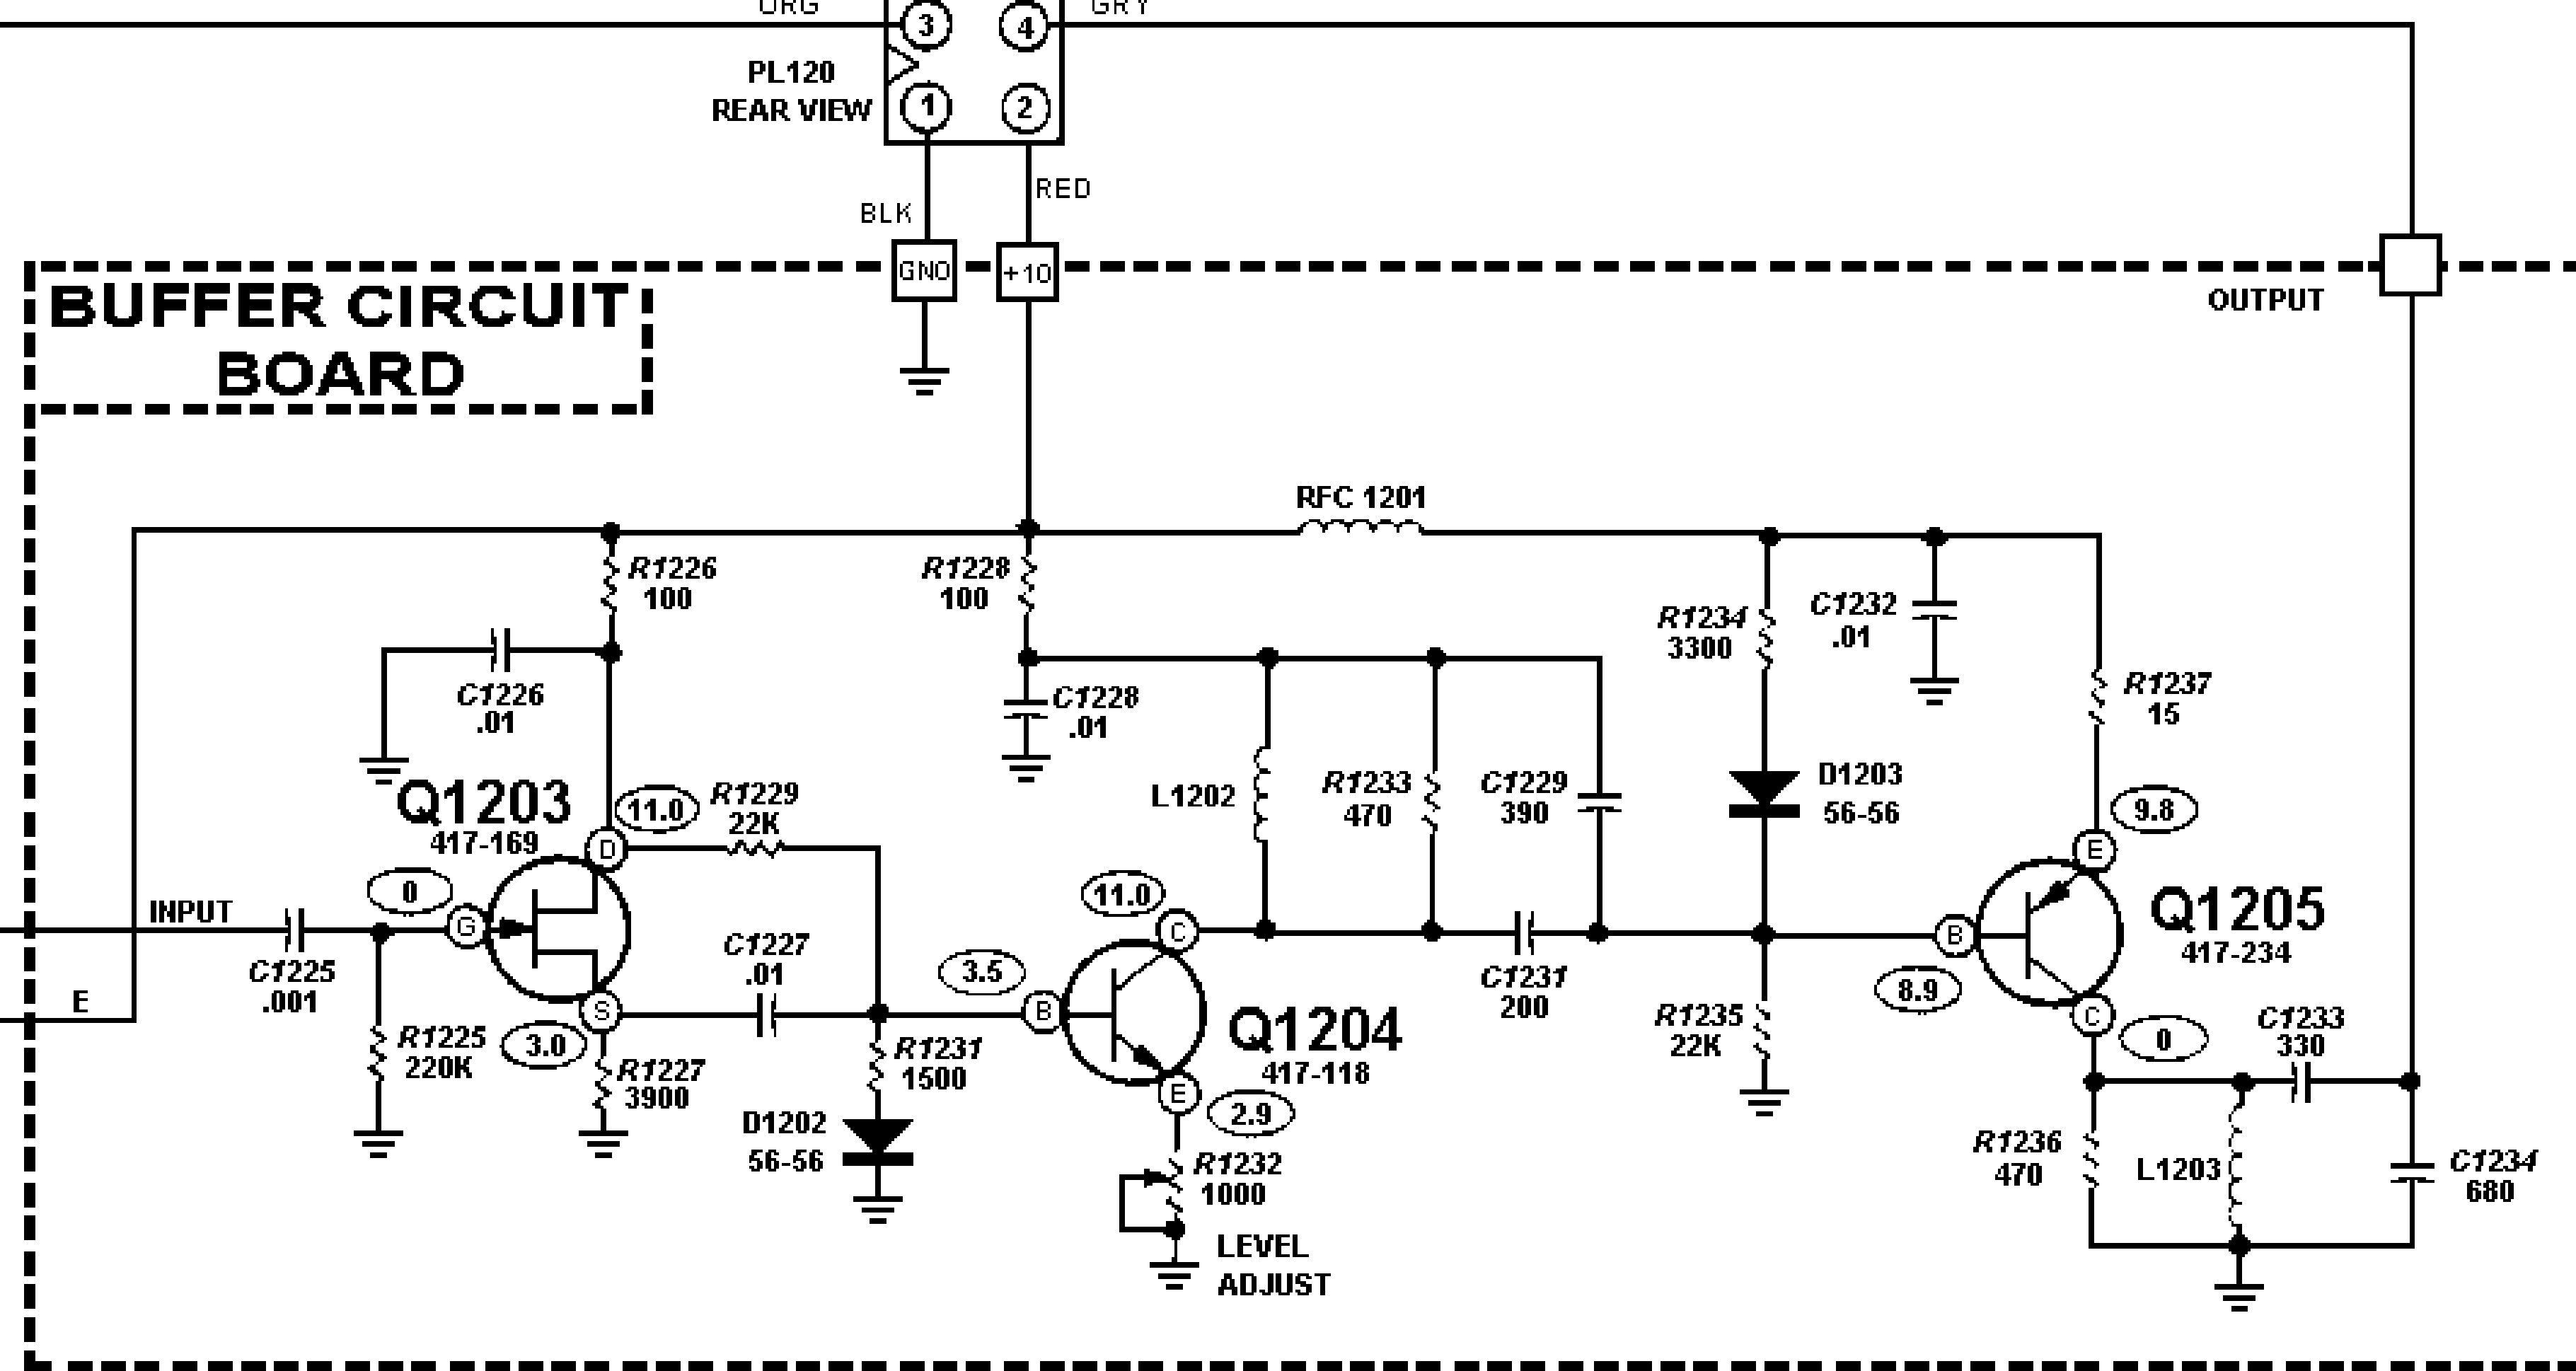 ORG
GRY
3
4
PL120
REAR VIEW
1
2
BLK
RED
GND
+10
OUTPUT
BUFFER CIRCUIT
BOARD
RFC 1201
R1226
100
R1228
100
R1234
3300
C1232
.01
C1226
.01
C1228
.01
R1237
15
Q1203
417-169
11.0
R1229
22K
L1202
R1233
470
C1229
390
D1203
56-56
9.8
D
E
0
G
INPUT
C1225
.001
E
C1227
.01
3.5
11.0
C
B
C1231
200
B
8.9
Q1205
417-234
S
3.0
R1225
220K
R1227
3900
R1231
1500
D1202
56-56
Q1204
417-118
E
2.9
R1232
1000
LEVEL
ADJUST
R1235
22K
C
0
C1233
330
R1236
470
L1203
C1234
680